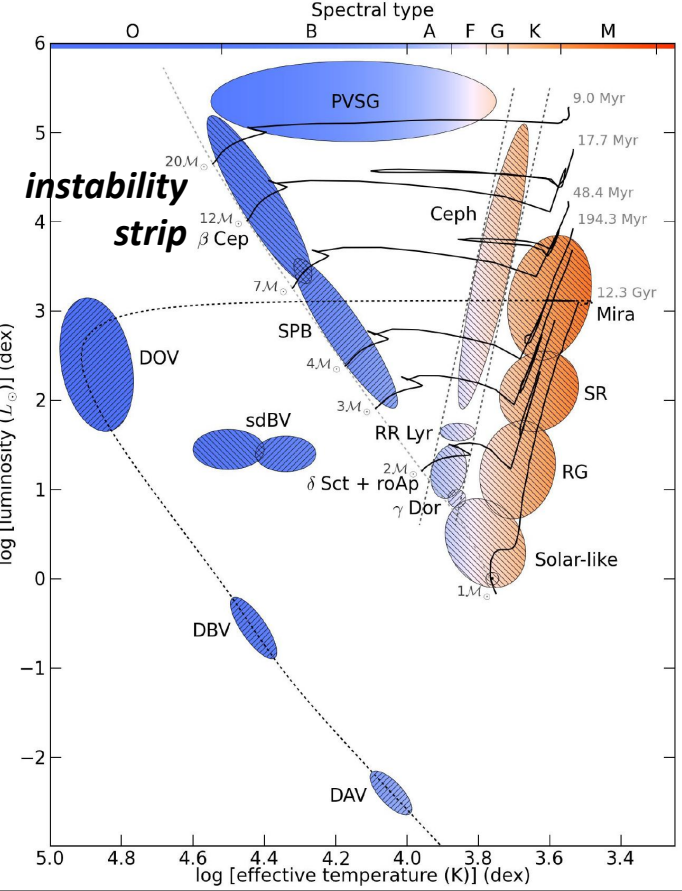 Spectral type
O B A F G K M
6
PVSG
9.0 Myr
5
17.7 Myr
20ℳ☉
instability
48.4 Myr
Ceph
194.3 Myr
4
12ℳ☉
strip
β Cep
7ℳ☉
12.3 Gyr
3
Mira
SPB
DOV
4ℳ☉
SR
2
3ℳ☉
sdBV
RR Lyr
2ℳ☉
RG
δ Sct + roAp
1
γ Dor
Solar-like
0
1ℳ☉
DBV
−1
−2
DAV
5.0 4.8 4.6 4.4 4.2 4.0 3.8 3.6 3.4
log [effective temperature (K)] (dex)
log [luminosity (L☉)] (dex)